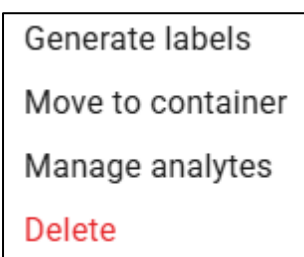 Generate labels
Move to container
Manage analytes
Delete